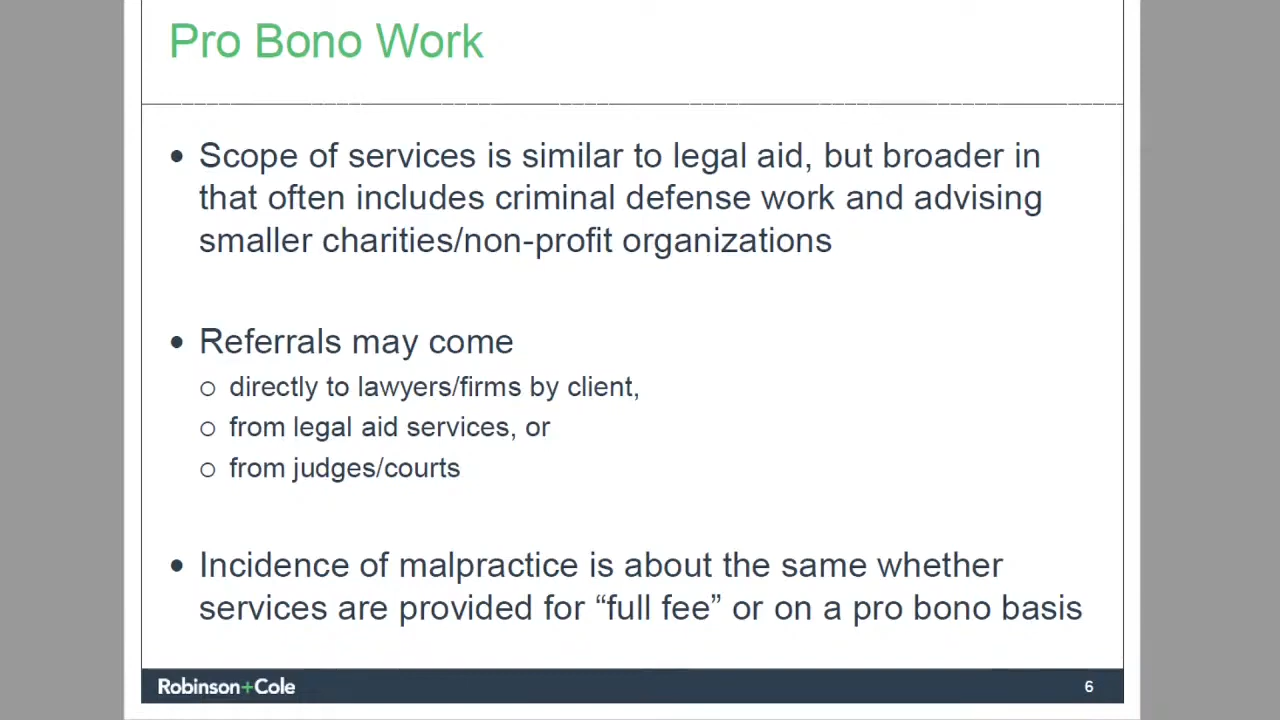 Pro Bono Work
• Scope of services is similar to legal aid, but broader in
that often includes criminal defense work and advising
smaller charities/non-profit organizations
• Referrals may come
○ directly to lawyers/firms by client,
○ from legal aid services, or
○ from judges/courts
• Incidence of malpractice is about the same whether
services are provided for “full fee” or on a pro bono basis
Robinson+Cole
6